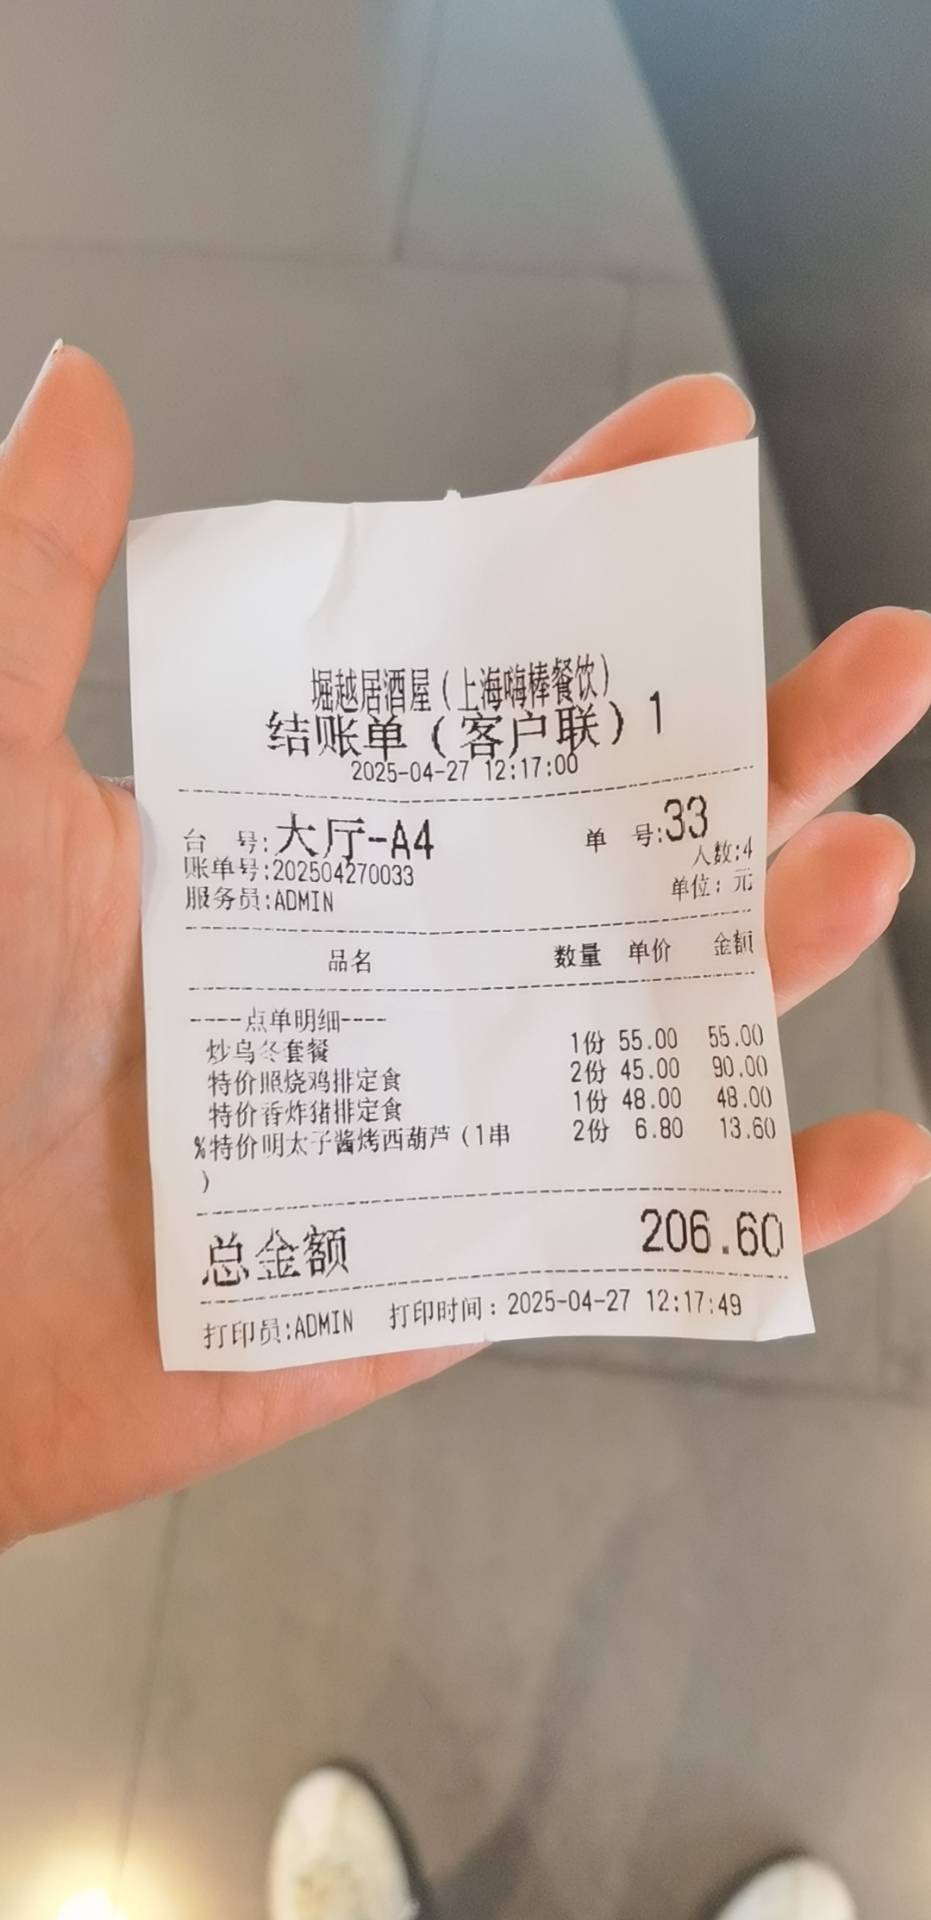 堀越居酒屋（上海嗨棒餐饮）
结账单（客户联）1
2025-04-27 12:17:00
台 号:大厅-A4 单 号:33
人数:4
账单号:202504270033
单位：元
服务员:ADMIN
品名 数量 单价 金额
----点单明细----
炒乌冬套餐 1份 55.00 55.00
特价照烧鸡排定食 2份 45.00 90.00
特价香炸猪排定食 1份 48.00 48.00
%特价明太子酱烤西葫芦（1串 2份 6.80 13.60
）
总金额 206.60
打印员:ADMIN 打印时间：2025-04-27 12:17:49